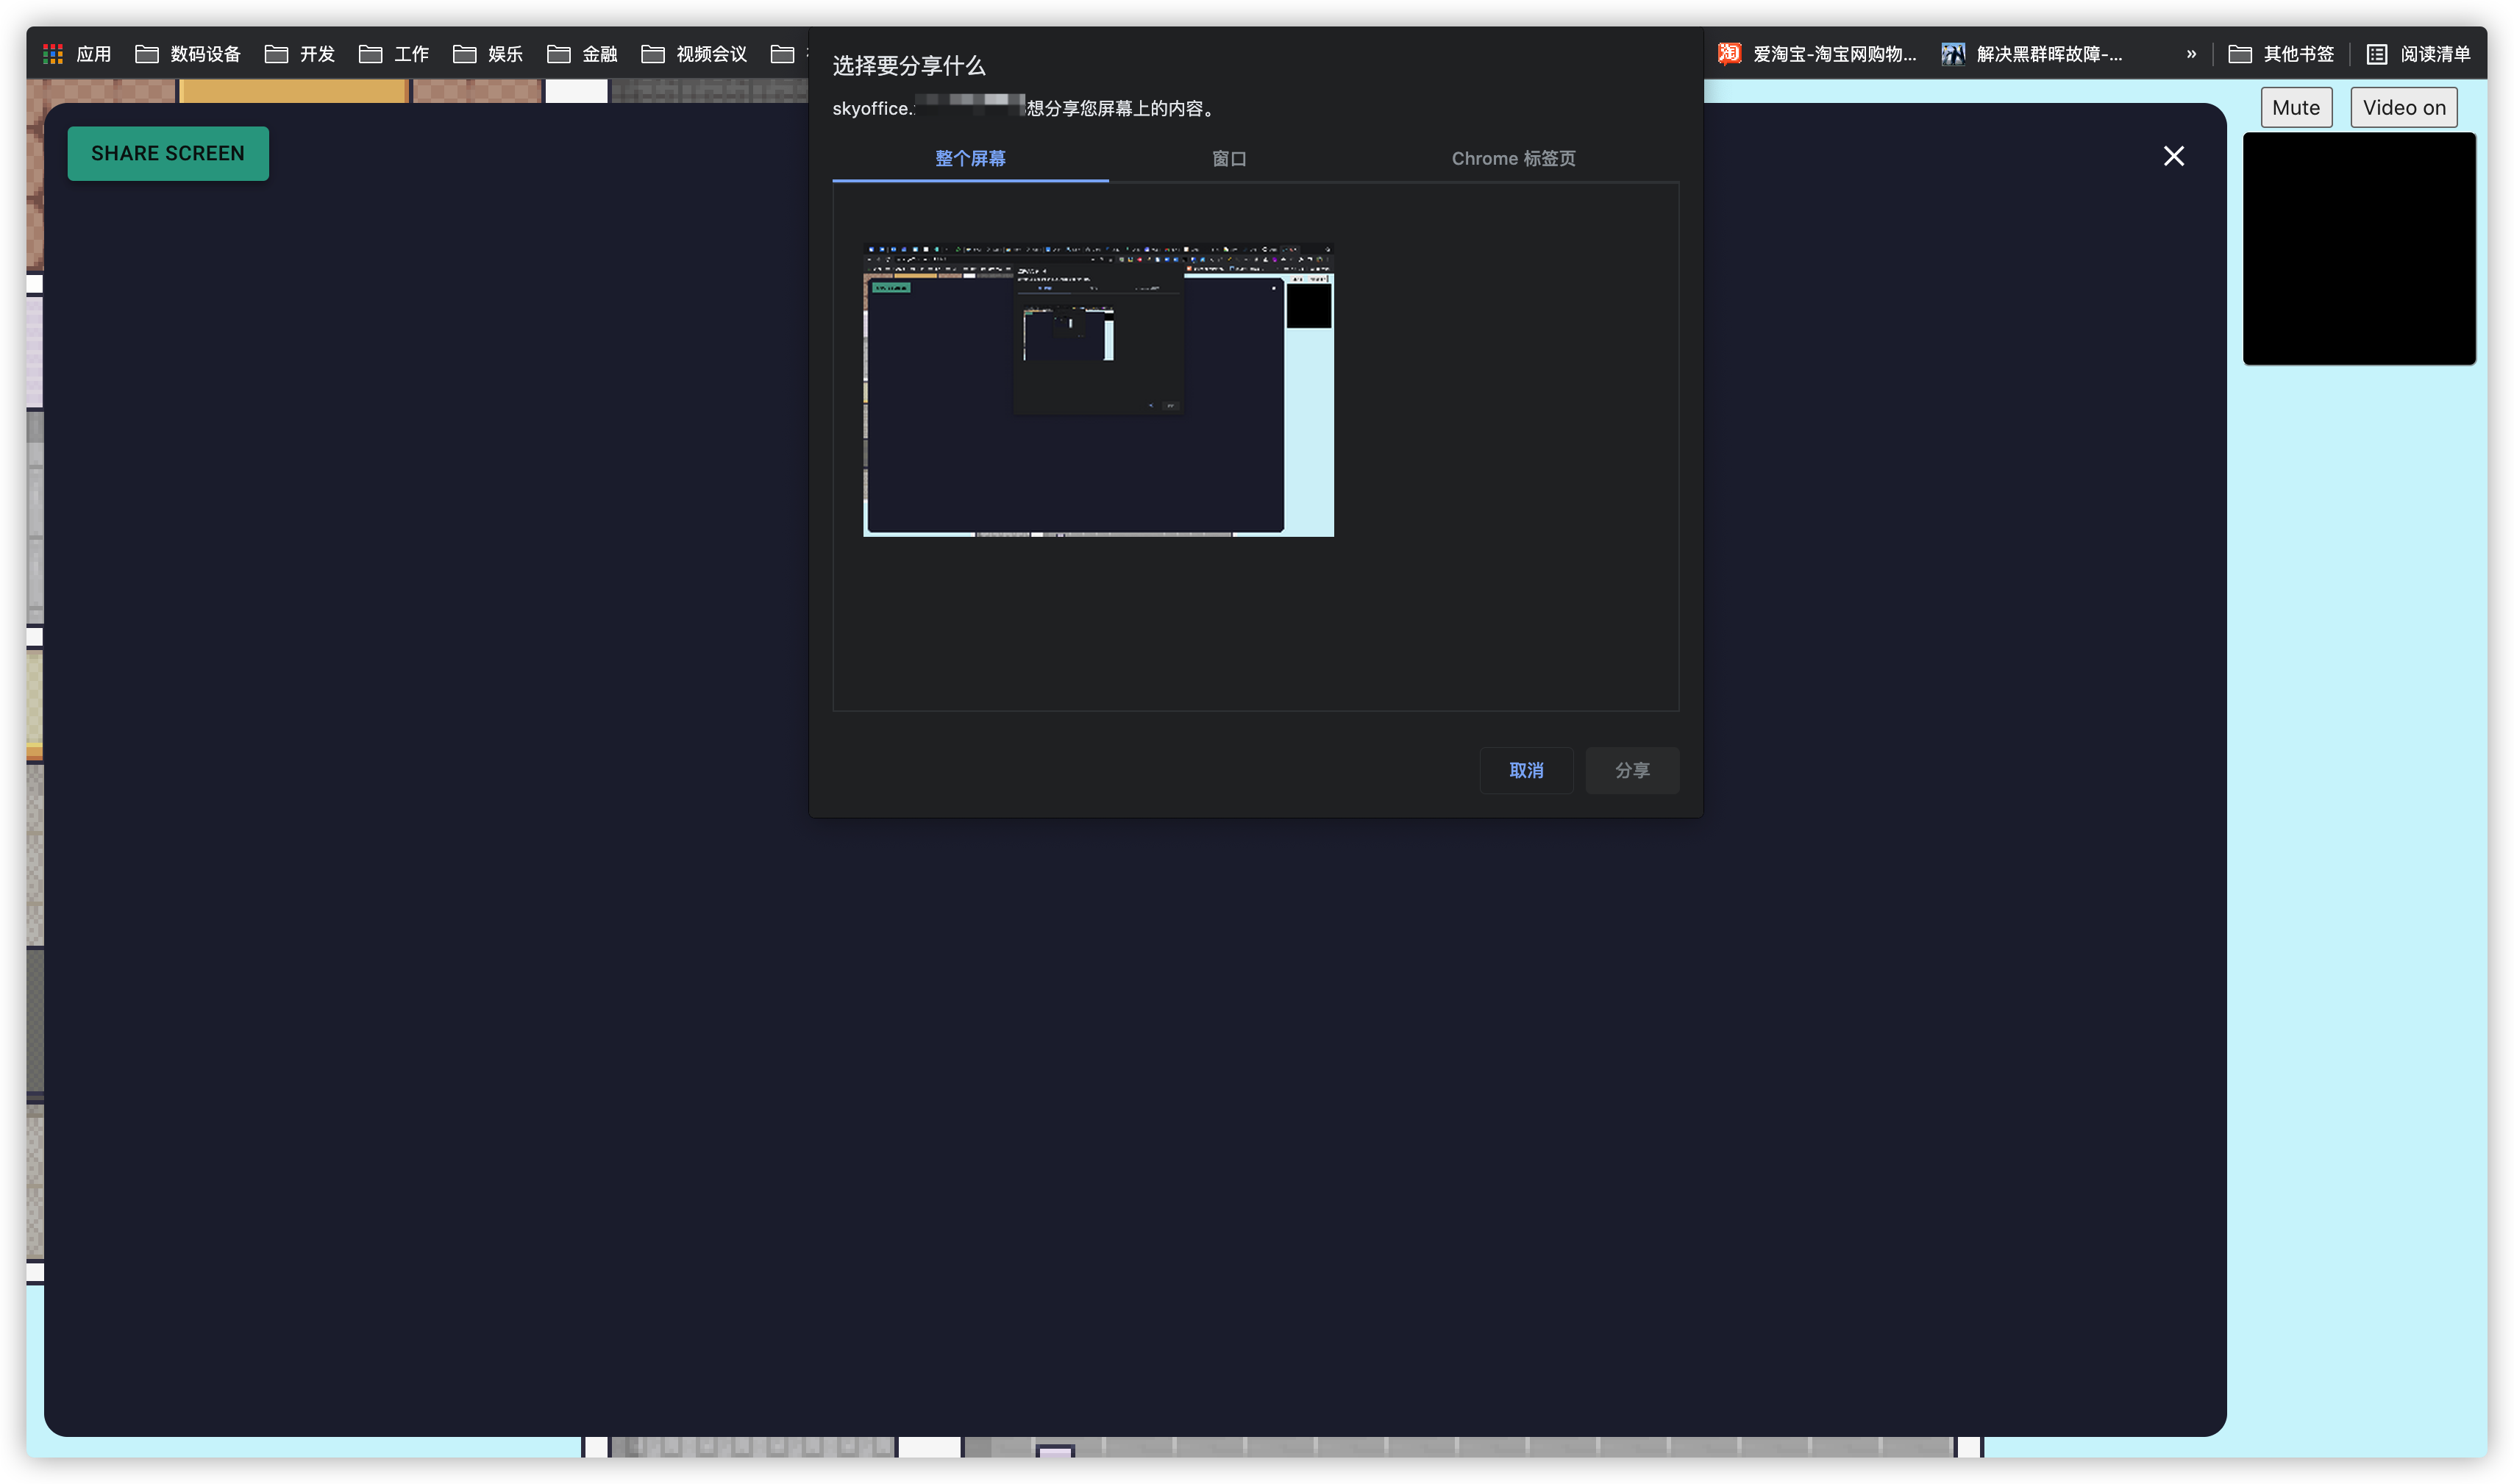 应用 数码设备 开发 工作 娱乐 金融 视频会议
爱淘宝-淘宝网购物... 解决黑群晖故障-... » 其他书签 阅读清单
选择要分享什么
skyoffice. 想分享您屏幕上的内容。
整个屏幕 窗口 Chrome 标签页
SHARE SCREEN
Mute Video on
取消 分享